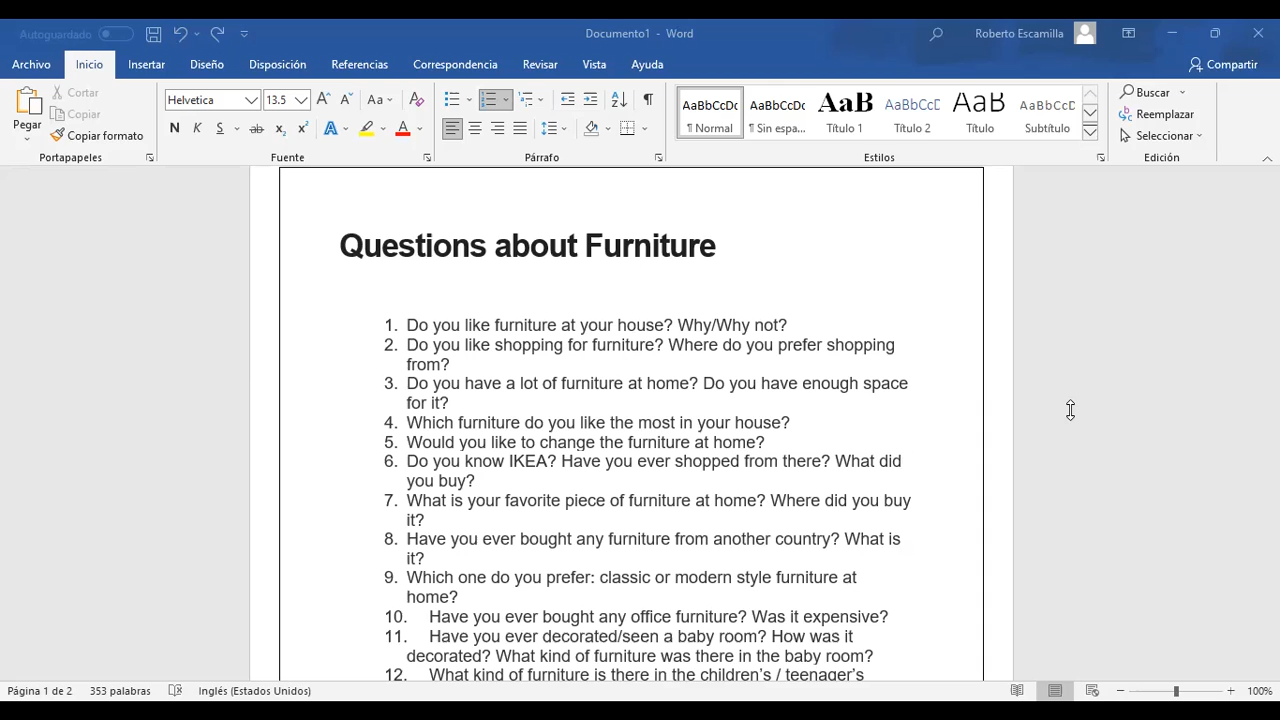 Autoguardado
Documento1 - Word
Roberto Escamilla
Archivo Inicio Insertar Diseño Disposición Referencias Correspondencia Revisar Vista Ayuda Compartir
Pegar
Cortar
Copiar
Copiar formato
Portapapeles
Helvetica 13.5 Aa
N K S ab x₂ x² A A
Fuente
Párrafo
AaBbCcDc AaBbCcDc AaB AaBbCcD AaB AaBbCcD
¶ Normal ¶ Sin espa... Título 1 Título 2 Título Subtítulo
Estilos
Buscar
Reemplazar
Seleccionar
Edición
Questions about Furniture
1. Do you like furniture at your house? Why/Why not?
2. Do you like shopping for furniture? Where do you prefer shopping
from?
3. Do you have a lot of furniture at home? Do you have enough space
for it?
4. Which furniture do you like the most in your house?
5. Would you like to change the furniture at home?
6. Do you know IKEA? Have you ever shopped from there? What did
you buy?
7. What is your favorite piece of furniture at home? Where did you buy
it?
8. Have you ever bought any furniture from another country? What is
it?
9. Which one do you prefer: classic or modern style furniture at
home?
10. Have you ever bought any office furniture? Was it expensive?
11. Have you ever decorated/seen a baby room? How was it
decorated? What kind of furniture was there in the baby room?
12. What kind of furniture is there in the children's / teenager's
Página 1 de 2 353 palabras Inglés (Estados Unidos) 100%